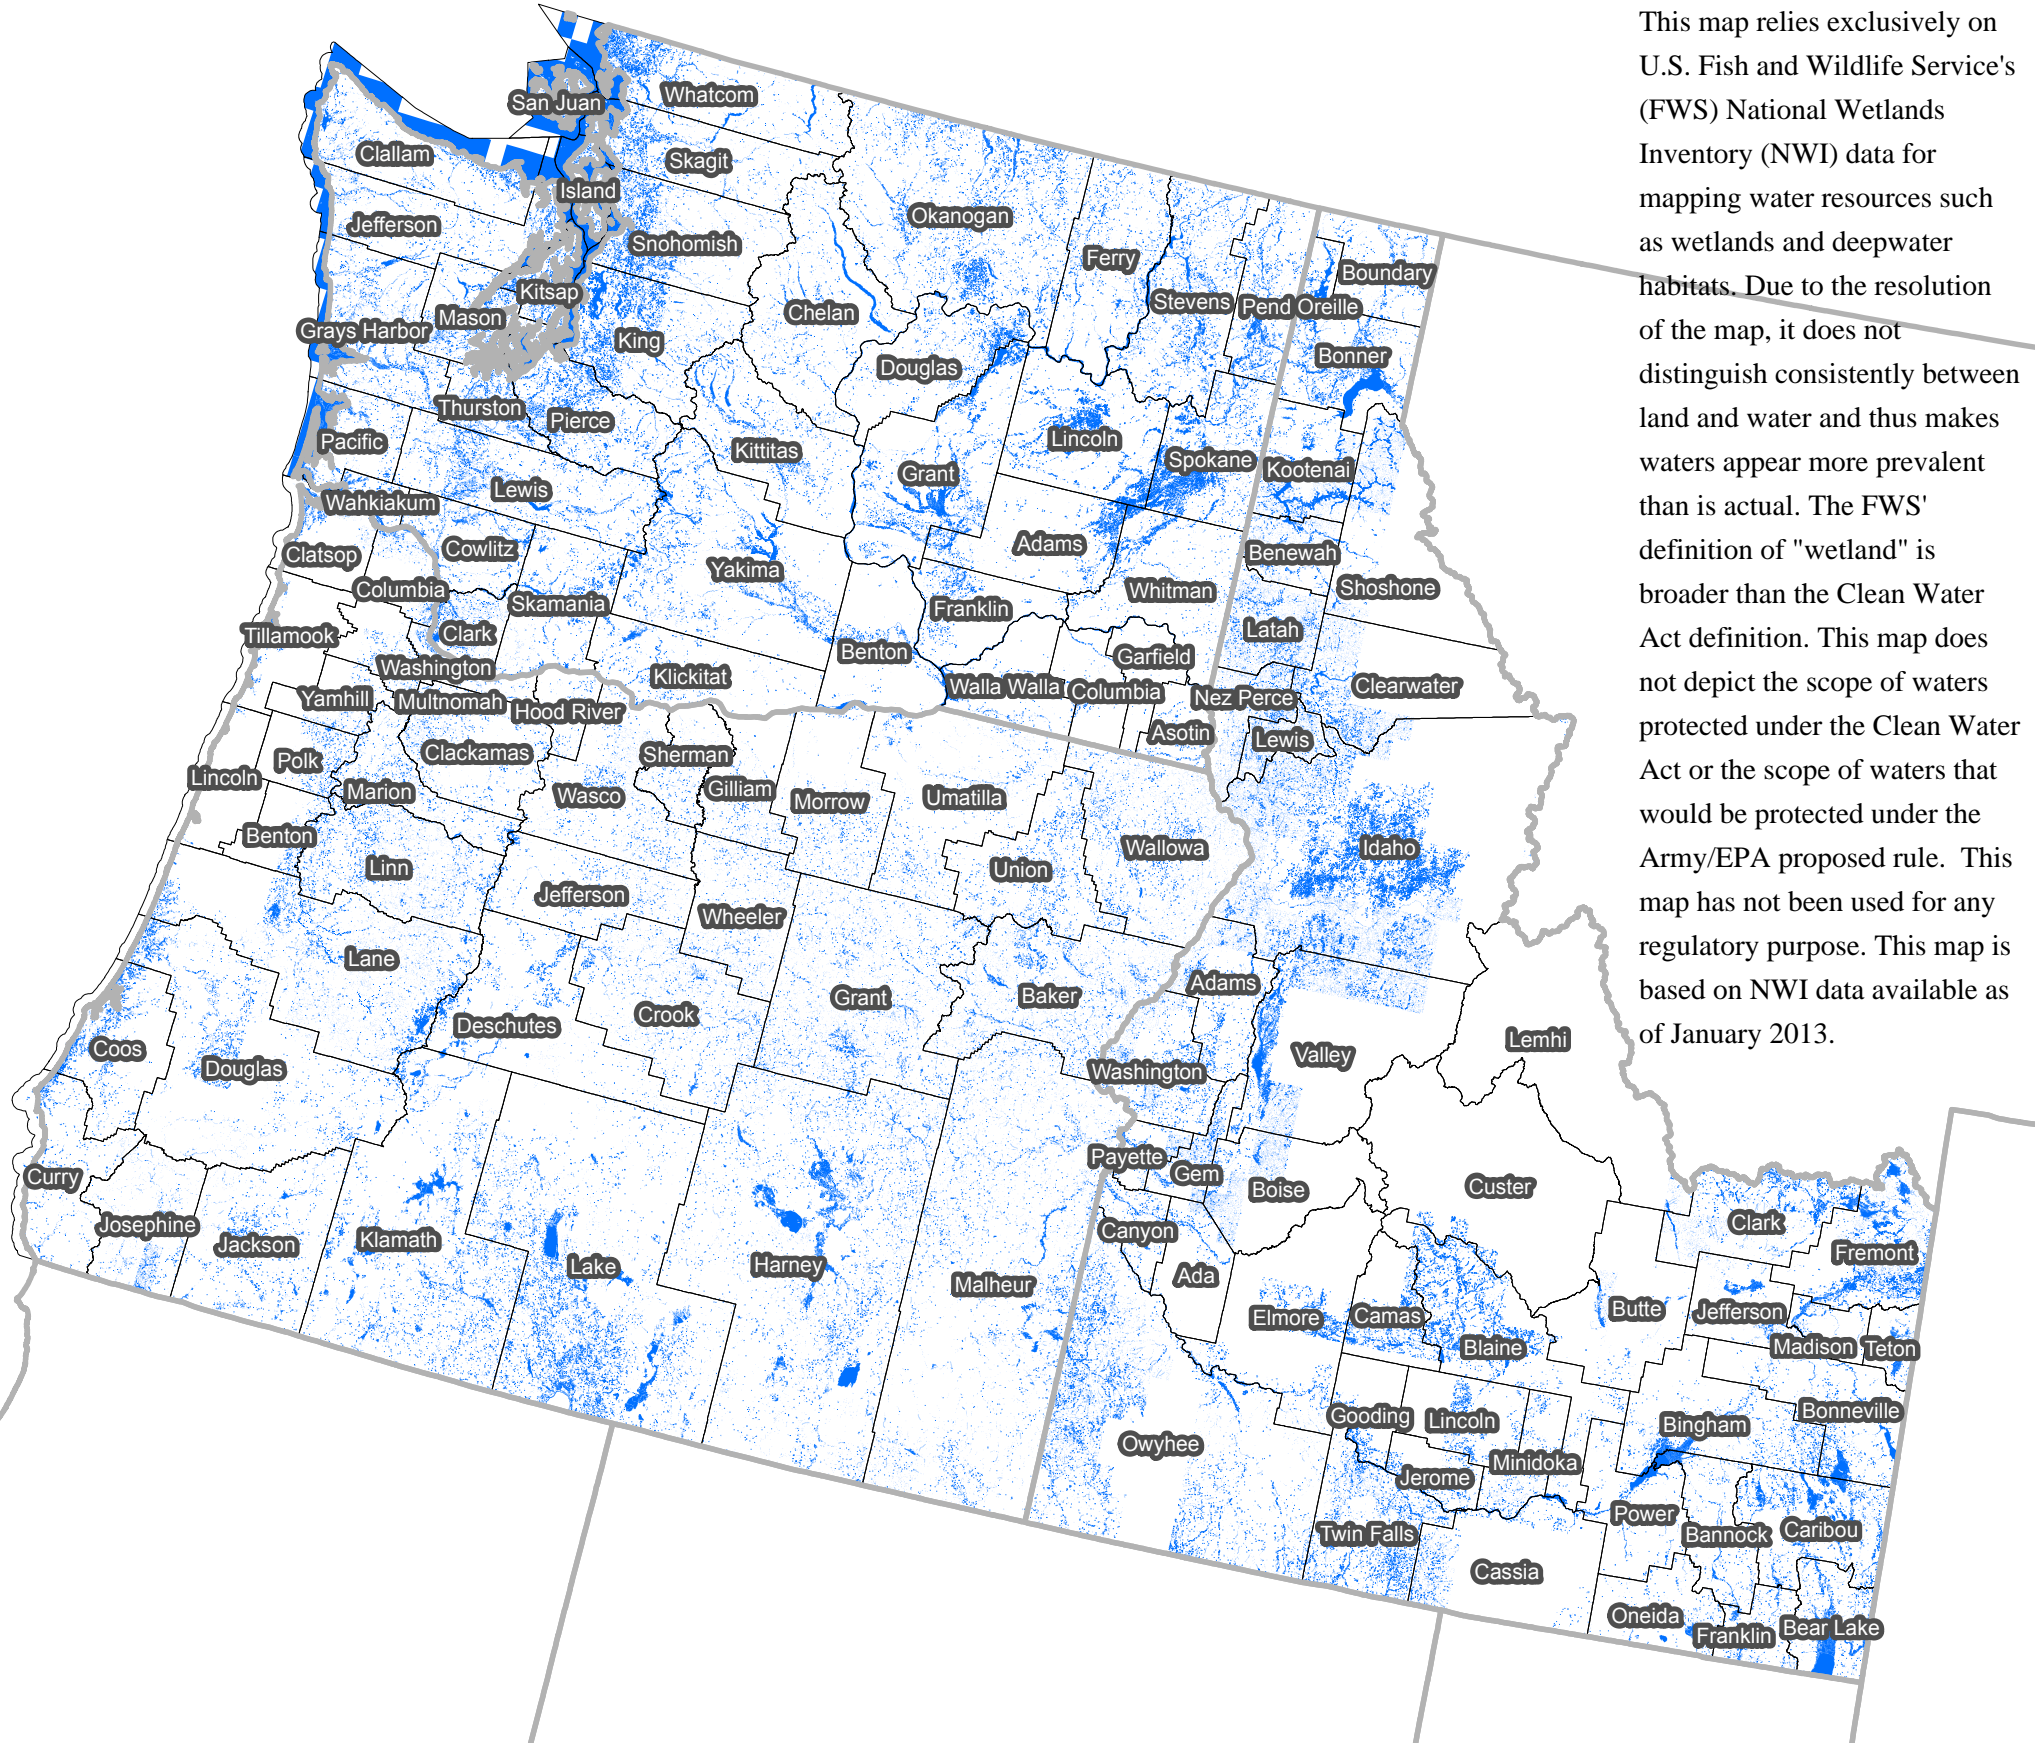 This map relies exclusively on
U.S. Fish and Wildlife Service's
(FWS) National Wetlands
Inventory (NWI) data for
mapping water resources such
as wetlands and deepwater
habitats. Due to the resolution
of the map, it does not
distinguish consistently between
land and water and thus makes
waters appear more prevalent
than is actual. The FWS'
definition of "wetland" is
broader than the Clean Water
Act definition. This map does
not depict the scope of waters
protected under the Clean Water
Act or the scope of waters that
would be protected under the
Army/EPA proposed rule. This
map has not been used for any
regulatory purpose. This map is
based on NWI data available as
of January 2013.
San Juan
Whatcom
Clallam
Skagit
Island
Okanogan
Jefferson
Snohomish
Ferry
Boundary
Kitsap
Stevens
Pend Oreille
Chelan
Mason
Grays Harbor
King
Bonner
Douglas
Thurston
Pierce
Pacific
Lincoln
Kittitas
Spokane
Kootenai
Grant
Lewis
Wahkiakum
Clatsop
Cowlitz
Adams
Benewah
Yakima
Columbia
Shoshone
Whitman
Skamania
Franklin
Tillamook
Clark
Latah
Benton
Garfield
Washington
Klickitat
Walla Walla
Columbia
Clearwater
Yamhill
Multnomah
Hood River
Nez Perce
Asotin
Lewis
Clackamas
Sherman
Polk
Lincoln
Marion
Wasco
Gilliam
Morrow
Umatilla
Benton
Wallowa
Idaho
Linn
Union
Jefferson
Wheeler
Lane
Adams
Grant
Baker
Crook
Deschutes
Coos
Douglas
Lemhi
Valley
Washington
Payette
Gem
Curry
Boise
Custer
Josephine
Jackson
Klamath
Canyon
Clark
Lake
Harney
Fremont
Malheur
Ada
Elmore
Camas
Butte
Jefferson
Blaine
Madison
Teton
Gooding
Lincoln
Bingham
Bonneville
Owyhee
Jerome
Minidoka
Power
Twin Falls
Bannock
Caribou
Cassia
Oneida
Franklin
Bear Lake